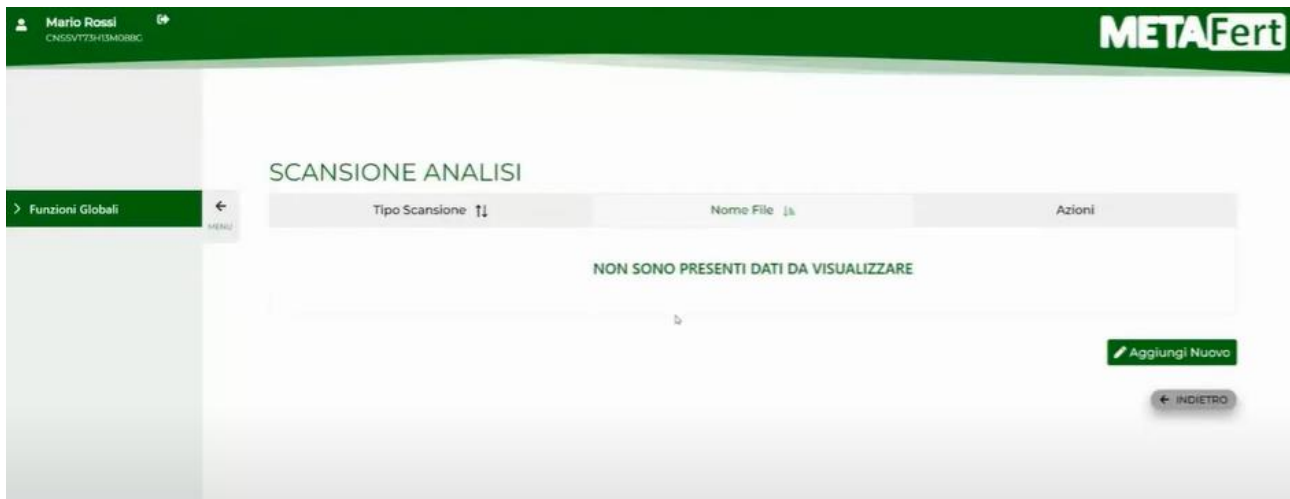 Mario Rossi
CNSSVT73H13M088G
METAFert
SCANSIONE ANALISI
Funzioni Globali
MENU
Tipo Scansione Nome File Azioni
NON SONO PRESENTI DATI DA VISUALIZZARE
Aggiungi Nuovo
INDIETRO